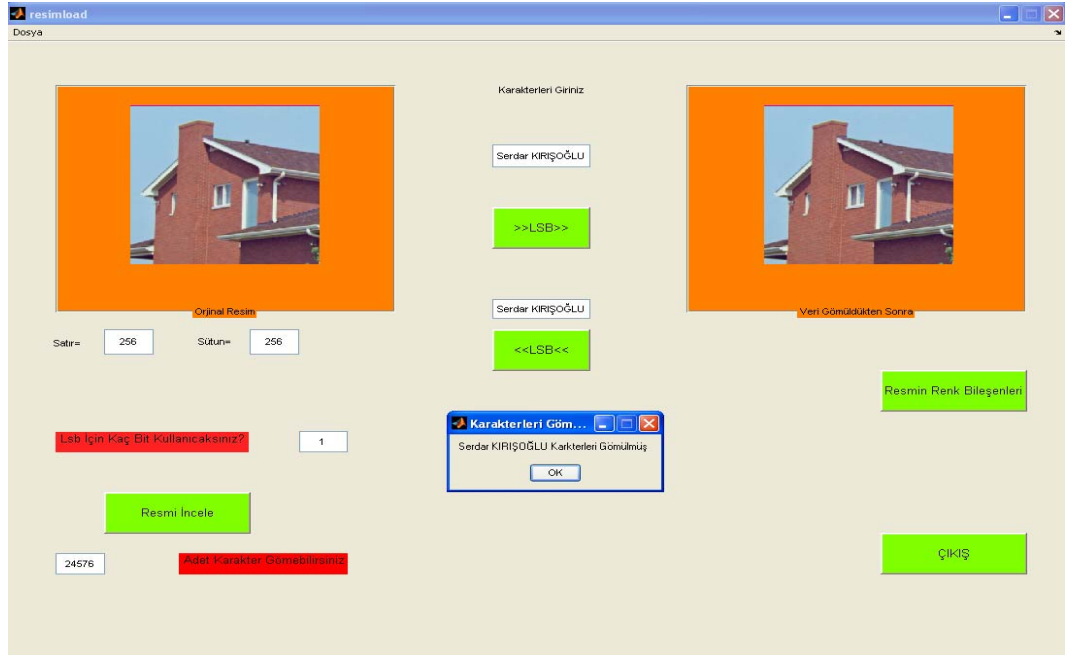 resimload
Dosya
Karakterleri Giriniz
Serdar KIRIŞOĞLU
>>LSB>>
Serdar KIRIŞOĞLU
<<LSB<<
Orjinal Resim
Veri Gömüldükten Sonra
Satır= 256 Sütun= 256
Resmin Renk Bileşenleri
Lsb İçin Kaç Bit Kullanıcaksınız? 1
Karakterleri Göm...
Serdar KIRIŞOĞLU Karkterleri Gömülmüş
OK
Resmi İncele
24576 Adet Karakter Gömebilirsiniz
ÇIKIŞ